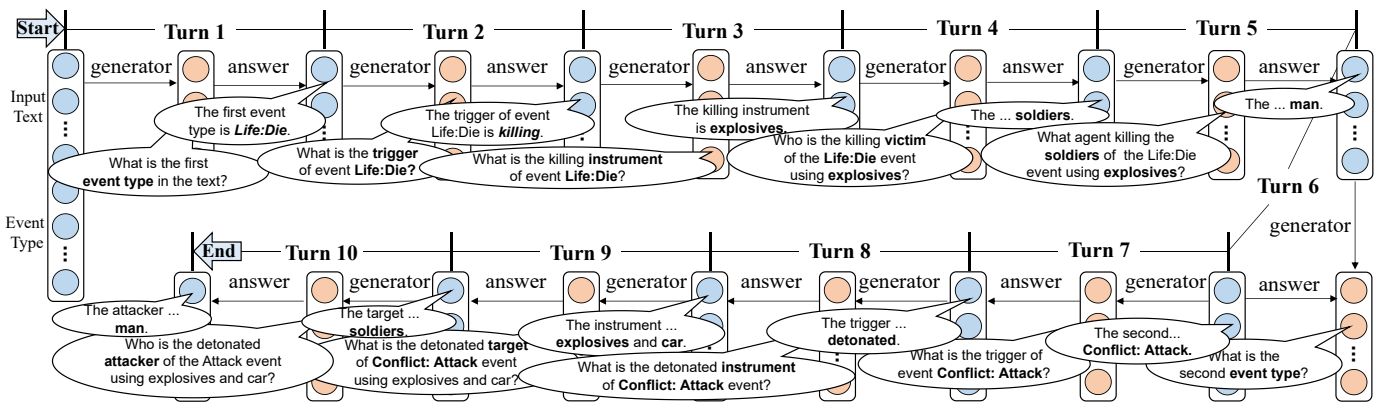 Start
Turn 1
Turn 2
Turn 3
Turn 4
Turn 5
generator
answer
generator
answer
generator
answer
generator
answer
generator
answer
Input
Text
The first event
type is Life:Die.
What is the first
event type in the text?
The trigger of event
Life:Die is killing.
What is the trigger
of event Life:Die?
The killing instrument
is explosives.
What is the killing instrument
of event Life:Die?
The ... soldiers.
Who is the killing victim
of the Life:Die event
using explosives?
The ... man.
What agent killing the
soldiers of the Life:Die
event using explosives?
Turn 6
generator
Event
Type
End
Turn 10
Turn 9
Turn 8
Turn 7
answer
generator
answer
generator
answer
generator
answer
generator
answer
The attacker ...
man.
Who is the detonated
attacker of the Attack event
using explosives and car?
The target ...
soldiers.
What is the detonated target
of Conflict: Attack event
using explosives and car?
The instrument ...
explosives and car.
What is the detonated instrument
of Conflict: Attack event?
The trigger ...
detonated.
What is the trigger of
event Conflict: Attack?
The second...
Conflict: Attack.
What is the
second event type?